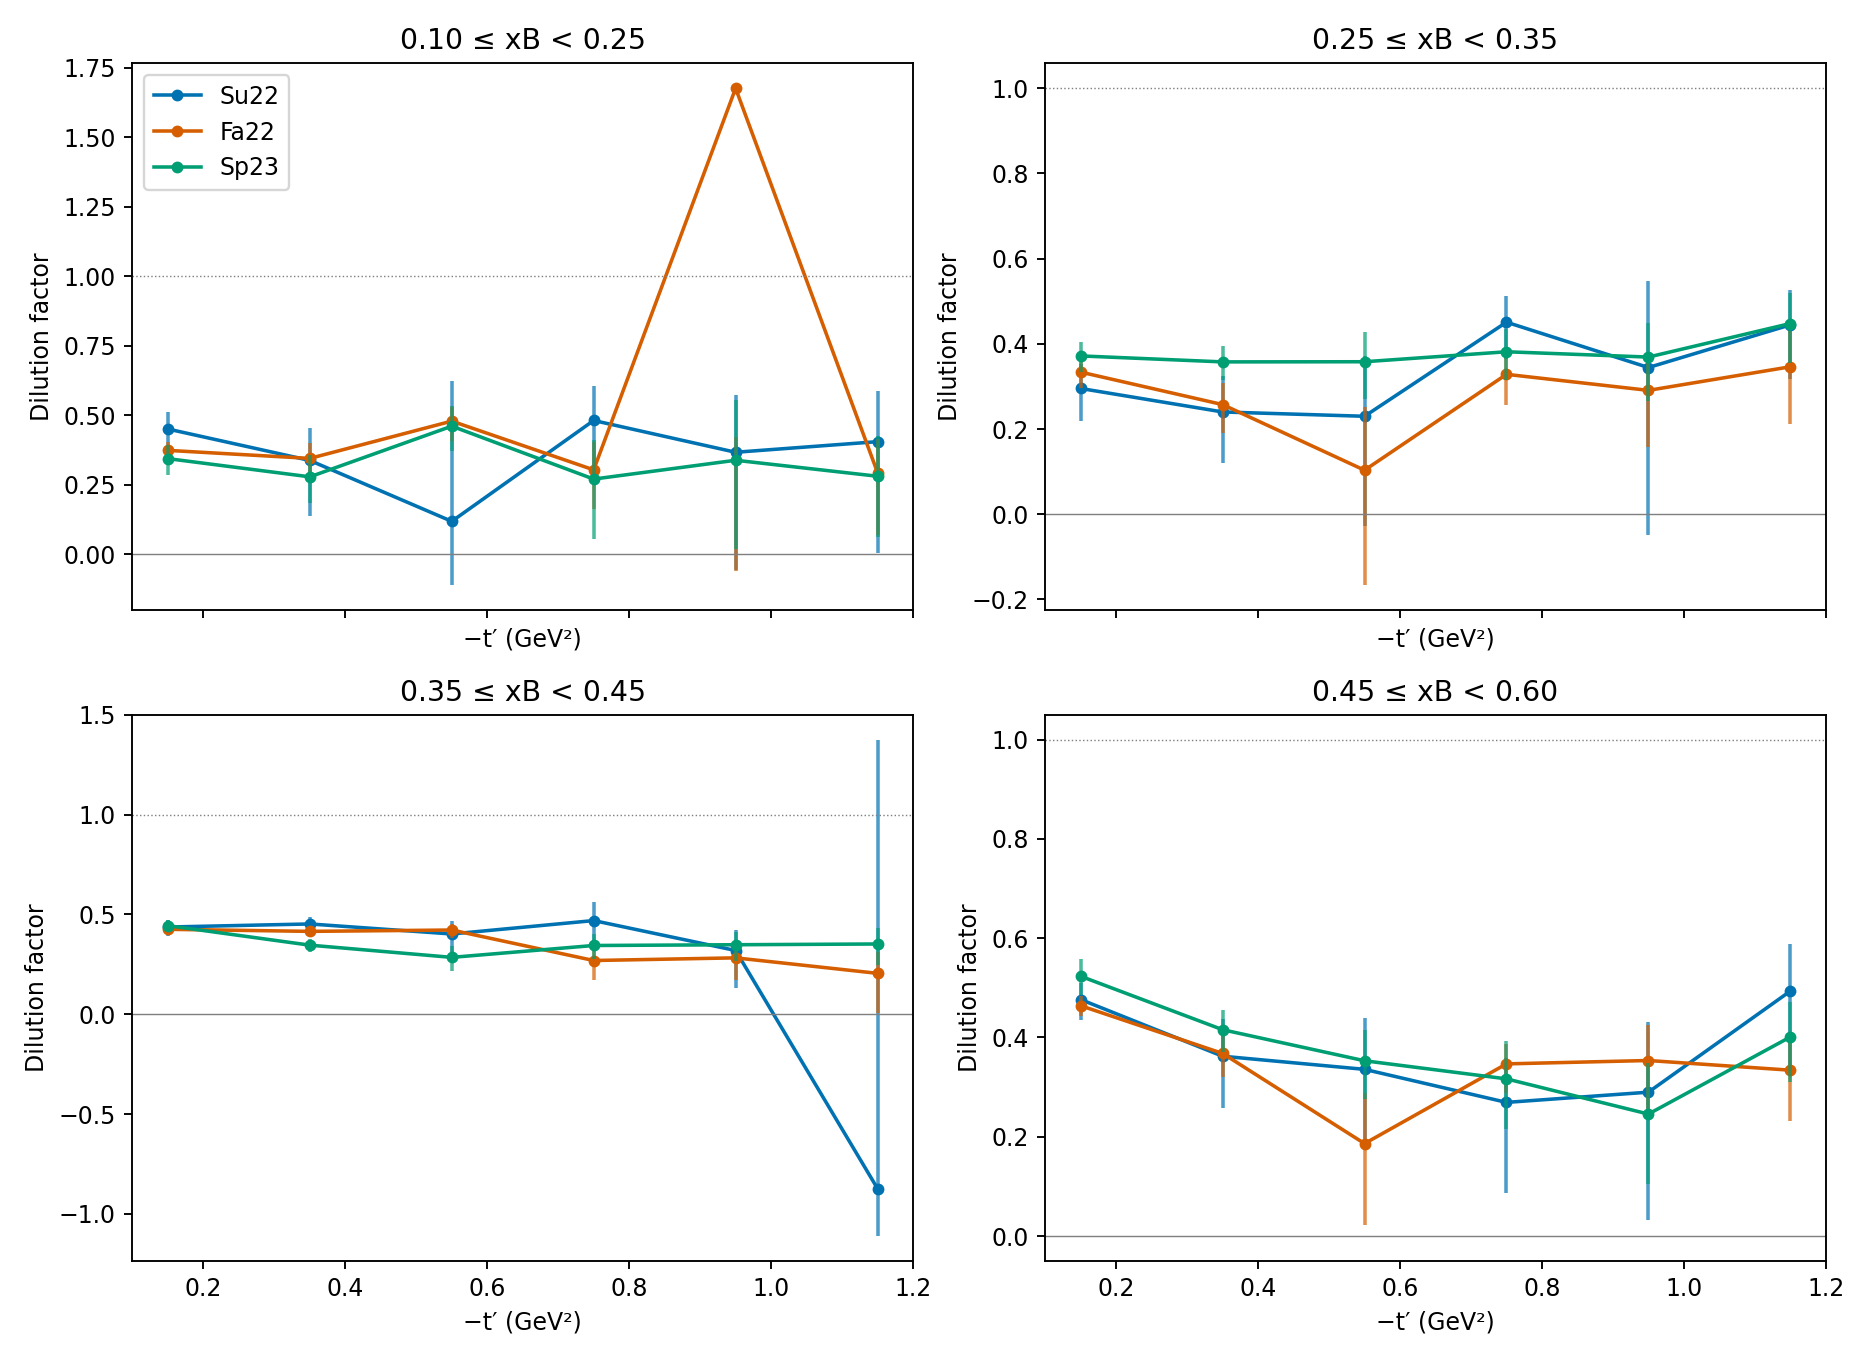 0.10 ≤ xB < 0.25
Dilution factor
1.75
1.50
1.25
1.00
0.75
0.50
0.25
0.00
Su22
Fa22
Sp23
−t′ (GeV²)
0.25 ≤ xB < 0.35
Dilution factor
1.0
0.8
0.6
0.4
0.2
0.0
−0.2
−t′ (GeV²)
0.35 ≤ xB < 0.45
Dilution factor
1.5
1.0
0.5
0.0
−0.5
−1.0
0.2 0.4 0.6 0.8 1.0 1.2
−t′ (GeV²)
0.45 ≤ xB < 0.60
Dilution factor
1.0
0.8
0.6
0.4
0.2
0.0
0.2 0.4 0.6 0.8 1.0 1.2
−t′ (GeV²)